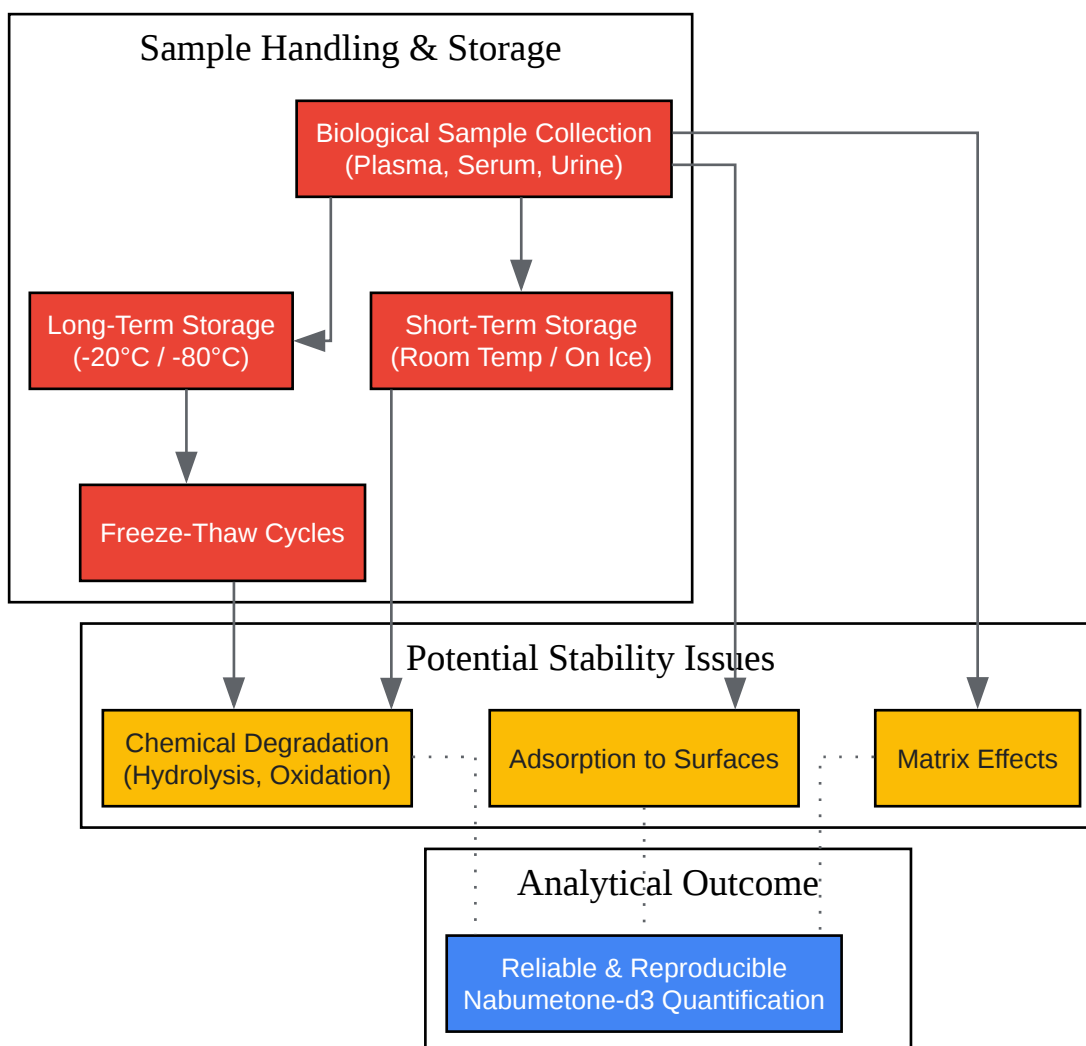 Sample Handling & Storage
Biological Sample Collection
(Plasma, Serum, Urine)
Long-Term Storage
(-20°C / -80°C)
Short-Term Storage
(Room Temp / On Ice)
Freeze-Thaw Cycles
Potential Stability Issues
Chemical Degradation
(Hydrolysis, Oxidation)
Adsorption to Surfaces
Matrix Effects
Analytical Outcome
Reliable & Reproducible
Nabumetone-d3 Quantification